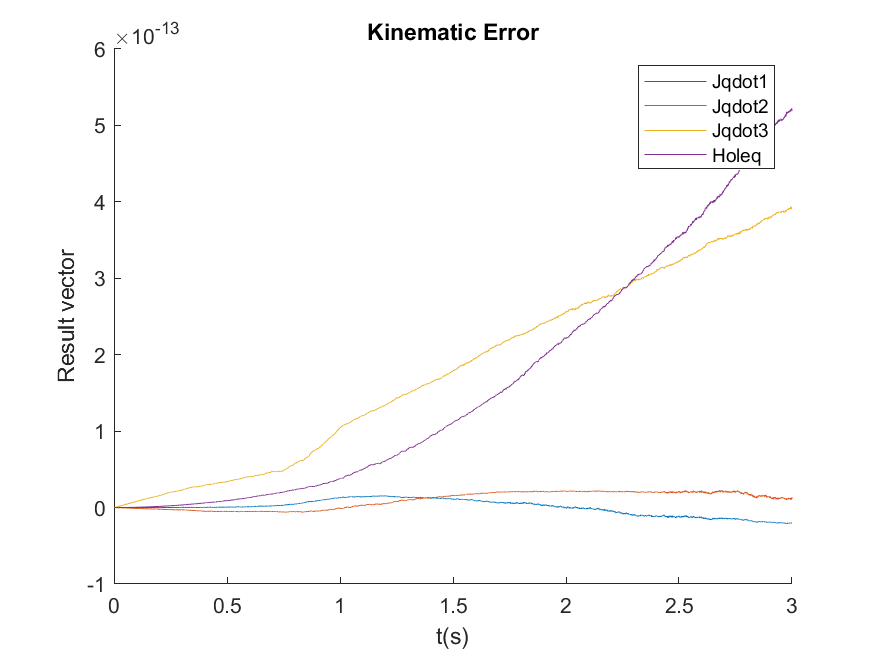 Kinematic Error
×10-13
6
5
4
3
2
1
0
-1
Result vector
Jqdot1
Jqdot2
Jqdot3
Holeq
0 0.5 1 1.5 2 2.5 3
t(s)